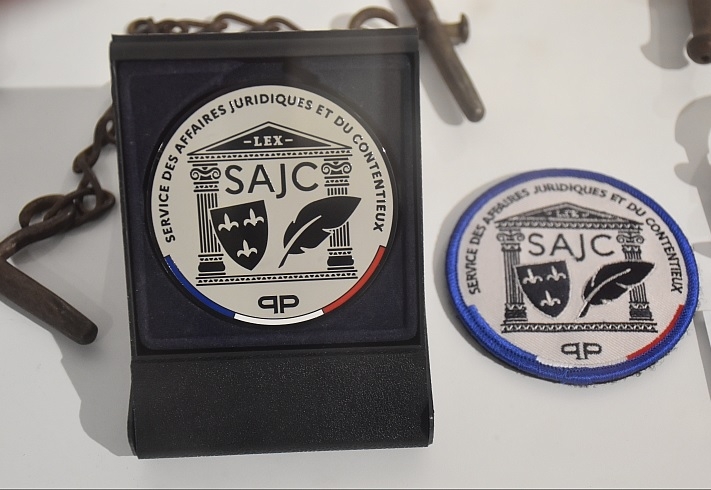 SERVICE DES AFFAIRES JURIDIQUES ET DU CONTENTIEUX
LEX
SAJC
PP
SERVICE DES AFFAIRES JURIDIQUES ET DU CONTENTIEUX
LEX
SAJC
PP